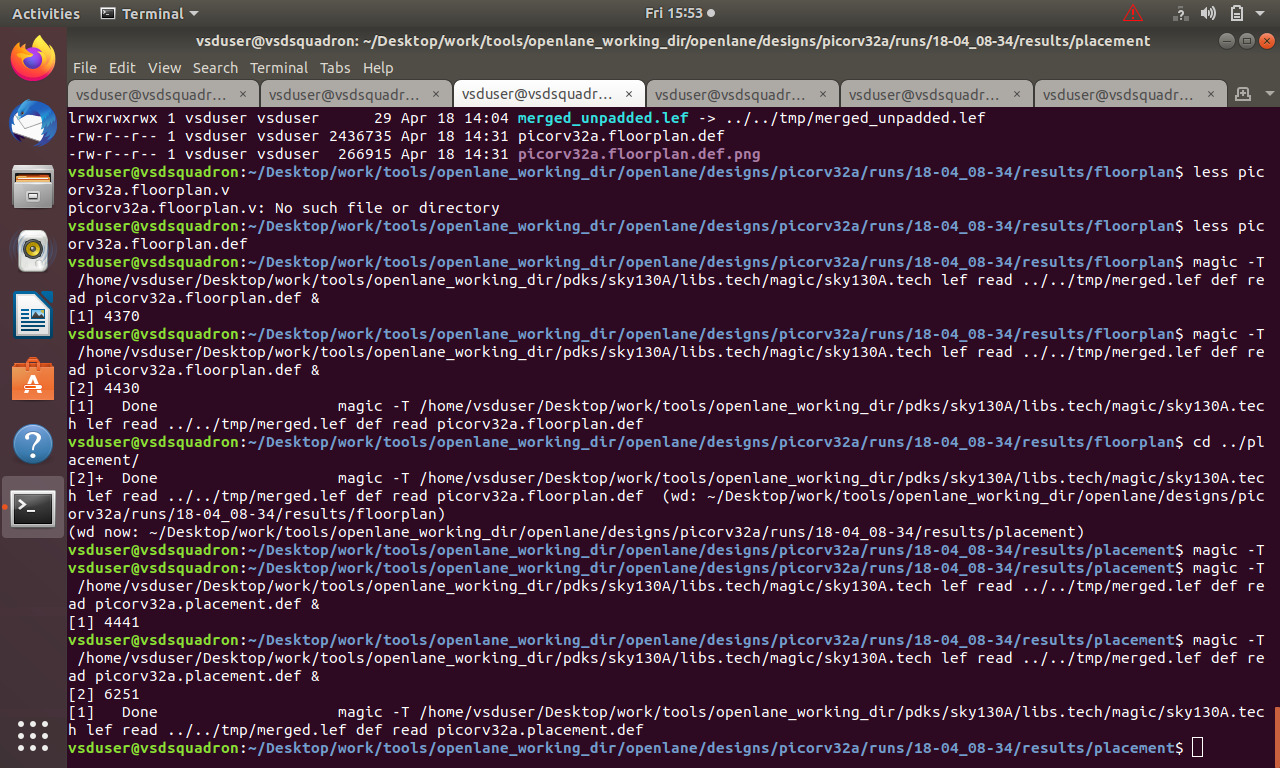 Activities Terminal Fri 15:53
vsduser@vsdsquadron: ~/Desktop/work/tools/openlane_working_dir/openlane/designs/picorv32a/runs/18-04_08-34/results/placement
File Edit View Search Terminal Tabs Help
vsduser@vsdsquadr... × vsduser@vsdsquadr... × vsduser@vsdsquadr... × vsduser@vsdsquadr... × vsduser@vsdsquadr... × vsduser@vsdsquadr... ×
lrwxrwxrwx 1 vsduser vsduser      29 Apr 18 14:04 merged_unpadded.lef -> ../../tmp/merged_unpadded.lef
-rw-r--r-- 1 vsduser vsduser 2436735 Apr 18 14:31 picorv32a.floorplan.def
-rw-r--r-- 1 vsduser vsduser  266915 Apr 18 14:31 picorv32a.floorplan.def.png
vsduser@vsdsquadron:~/Desktop/work/tools/openlane_working_dir/openlane/designs/picorv32a/runs/18-04_08-34/results/floorplan$ less pic
orv32a.floorplan.v
picorv32a.floorplan.v: No such file or directory
vsduser@vsdsquadron:~/Desktop/work/tools/openlane_working_dir/openlane/designs/picorv32a/runs/18-04_08-34/results/floorplan$ less pic
orv32a.floorplan.def
vsduser@vsdsquadron:~/Desktop/work/tools/openlane_working_dir/openlane/designs/picorv32a/runs/18-04_08-34/results/floorplan$ magic -T
 /home/vsduser/Desktop/work/tools/openlane_working_dir/pdks/sky130A/libs.tech/magic/sky130A.tech lef read ../../tmp/merged.lef def re
ad picorv32a.floorplan.def &
[1] 4370
vsduser@vsdsquadron:~/Desktop/work/tools/openlane_working_dir/openlane/designs/picorv32a/runs/18-04_08-34/results/floorplan$ magic -T
 /home/vsduser/Desktop/work/tools/openlane_working_dir/pdks/sky130A/libs.tech/magic/sky130A.tech lef read ../../tmp/merged.lef def re
ad picorv32a.floorplan.def &
[2] 4430
[1]   Done                    magic -T /home/vsduser/Desktop/work/tools/openlane_working_dir/pdks/sky130A/libs.tech/magic/sky130A.tec
h lef read ../../tmp/merged.lef def read picorv32a.floorplan.def
vsduser@vsdsquadron:~/Desktop/work/tools/openlane_working_dir/openlane/designs/picorv32a/runs/18-04_08-34/results/floorplan$ cd ../pl
acement/
[2]+  Done                    magic -T /home/vsduser/Desktop/work/tools/openlane_working_dir/pdks/sky130A/libs.tech/magic/sky130A.tec
h lef read ../../tmp/merged.lef def read picorv32a.floorplan.def  (wd: ~/Desktop/work/tools/openlane_working_dir/openlane/designs/pic
orv32a/runs/18-04_08-34/results/floorplan)
(wd now: ~/Desktop/work/tools/openlane_working_dir/openlane/designs/picorv32a/runs/18-04_08-34/results/placement)
vsduser@vsdsquadron:~/Desktop/work/tools/openlane_working_dir/openlane/designs/picorv32a/runs/18-04_08-34/results/placement$ magic -T
vsduser@vsdsquadron:~/Desktop/work/tools/openlane_working_dir/openlane/designs/picorv32a/runs/18-04_08-34/results/placement$ magic -T
 /home/vsduser/Desktop/work/tools/openlane_working_dir/pdks/sky130A/libs.tech/magic/sky130A.tech lef read ../../tmp/merged.lef def re
ad picorv32a.placement.def &
[1] 4441
vsduser@vsdsquadron:~/Desktop/work/tools/openlane_working_dir/openlane/designs/picorv32a/runs/18-04_08-34/results/placement$ magic -T
 /home/vsduser/Desktop/work/tools/openlane_working_dir/pdks/sky130A/libs.tech/magic/sky130A.tech lef read ../../tmp/merged.lef def re
ad picorv32a.placement.def &
[2] 6251
[1]   Done                    magic -T /home/vsduser/Desktop/work/tools/openlane_working_dir/pdks/sky130A/libs.tech/magic/sky130A.tec
h lef read ../../tmp/merged.lef def read picorv32a.placement.def
vsduser@vsdsquadron:~/Desktop/work/tools/openlane_working_dir/openlane/designs/picorv32a/runs/18-04_08-34/results/placement$